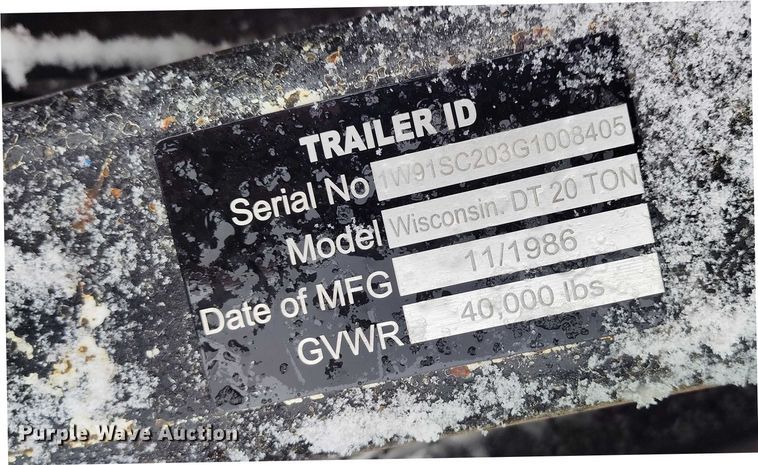 TRAILER ID
Serial No 1W91SC203G1008405
Model Wisconsin. DT 20 TON
Date of MFG 11/1986
GVWR 40,000 lbs
Purple Wave Auction